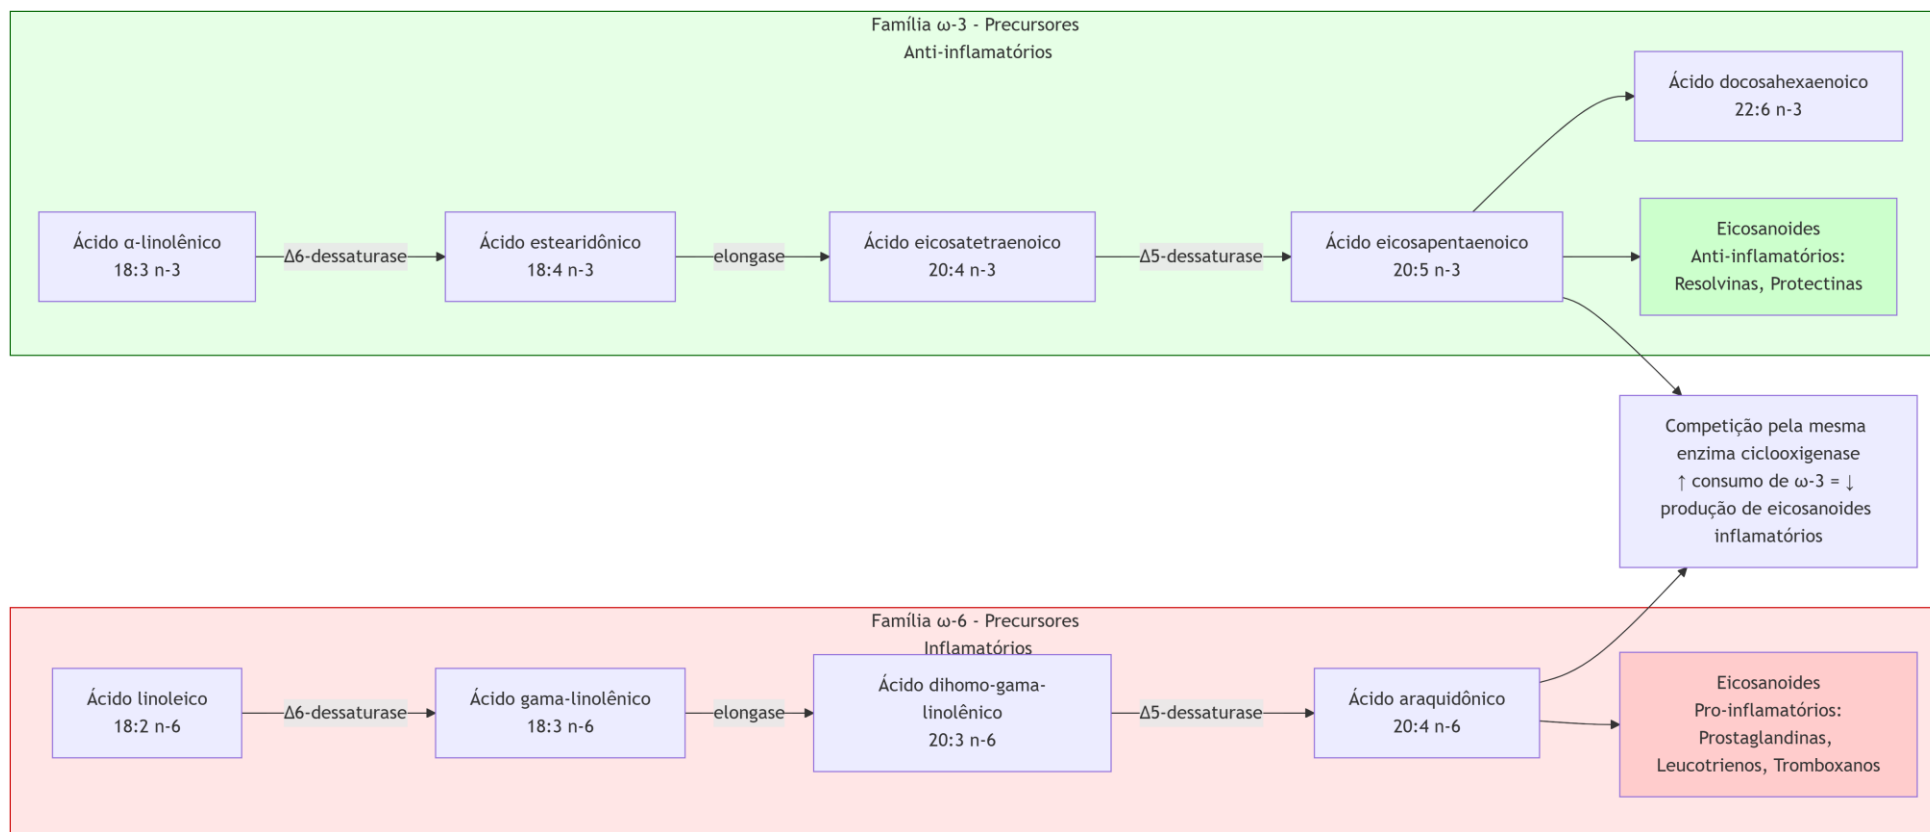 Família ω-3 - Precursores
Anti-inflamatórios
Ácido docosahexaenoico
22:6 n-3
Ácido α-linolênico
18:3 n-3
Δ6-dessaturase
Ácido estearidônico
18:4 n-3
elongase
Ácido eicosatetraenoico
20:4 n-3
Δ5-dessaturase
Ácido eicosapentaenoico
20:5 n-3
Eicosanoides
Anti-inflamatórios:
Resolvinas, Protectinas
Competição pela mesma
enzima ciclooxigenase
↑ consumo de ω-3 = ↓
produção de eicosanoides
inflamatórios
Família ω-6 - Precursores
Inflamatórios
Ácido linoleico
18:2 n-6
Δ6-dessaturase
Ácido gama-linolênico
18:3 n-6
elongase
Ácido dihomo-gama-
linolênico
20:3 n-6
Δ5-dessaturase
Ácido araquidônico
20:4 n-6
Eicosanoides
Pro-inflamatórios:
Prostaglandinas,
Leucotrienos, Tromboxanos